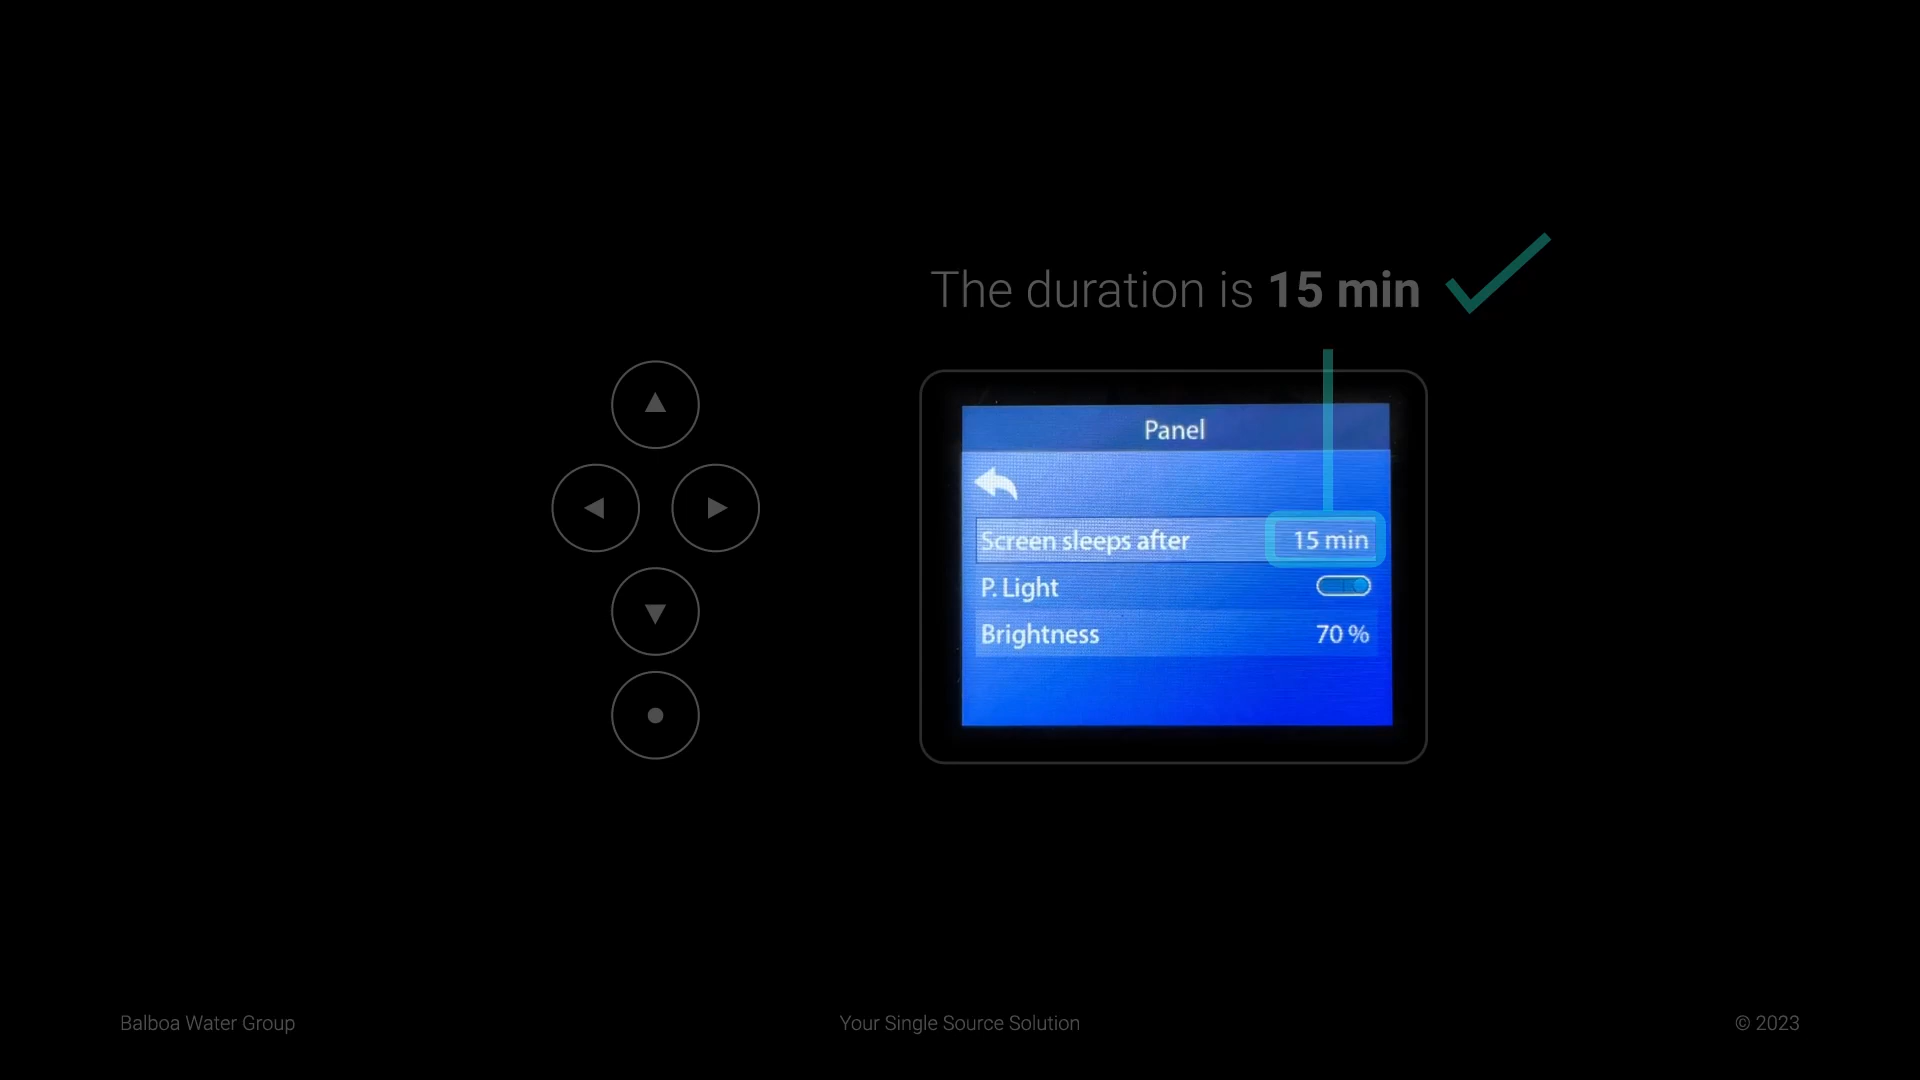 The duration is 15 min
Panel
Screen sleeps after 15 min
P. Light
Brightness 70 %
Balboa Water Group
Your Single Source Solution
© 2023